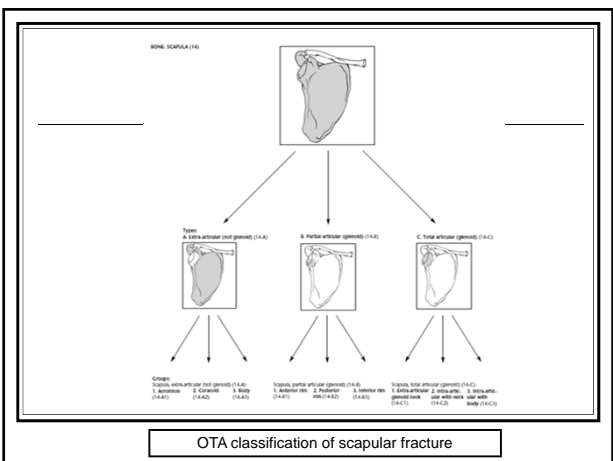 BONE: SCAPULA (14)
Types:
A. Extra-articular (not glenoid) (14-A)
B. Partial articular (glenoid) (14-B)
C. Total articular (glenoid) (14-C)
Groups:
Scapula, extra-articular (not glenoid) (14-A)
1. Acromion (14-A1)
2. Coracoid (14-A2)
3. Body (14-A3)
Scapula, partial articular (glenoid) (14-B)
1. Anterior rim (14-B1)
2. Posterior rim (14-B2)
3. Inferior rim (14-B3)
Scapula, total articular (glenoid) (14-C)
1. Extra-articular glenoid neck (14-C1)
2. Intra-articular with neck (14-C2)
3. Intra-articular with body (14-C3)
OTA classification of scapular fracture